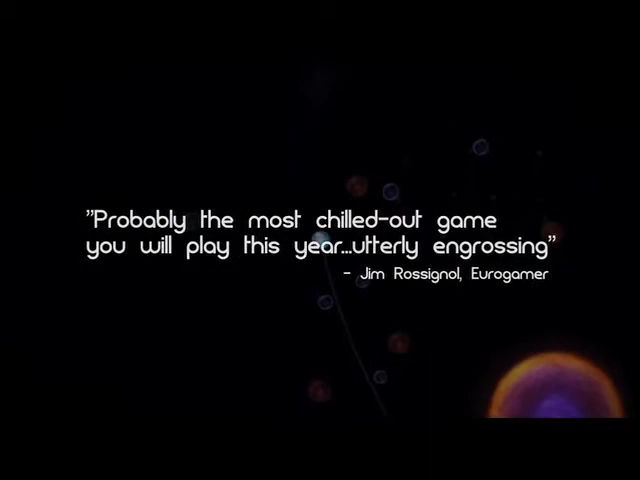 "Probably the most chilled-out game
you will play this year...utterly engrossing"
- Jim Rossignol, Eurogamer